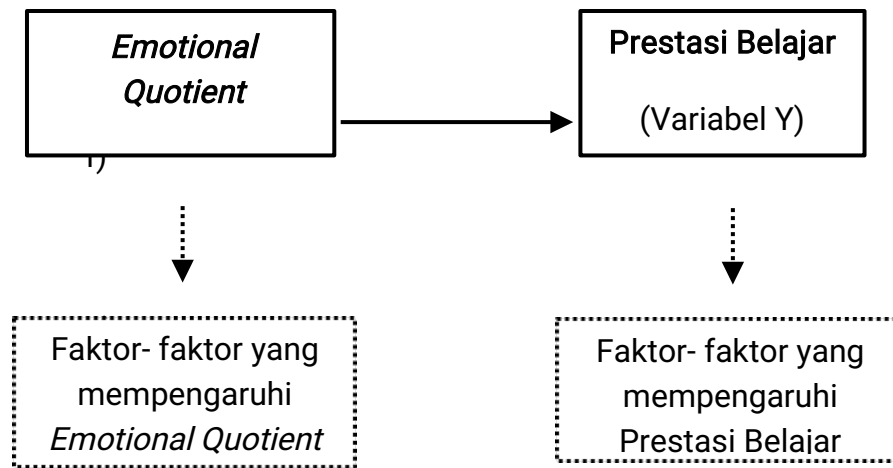 Emotional
Quotient
Prestasi Belajar
(Variabel Y)
Faktor- faktor yang
mempengaruhi
Emotional Quotient
Faktor- faktor yang
mempengaruhi
Prestasi Belajar